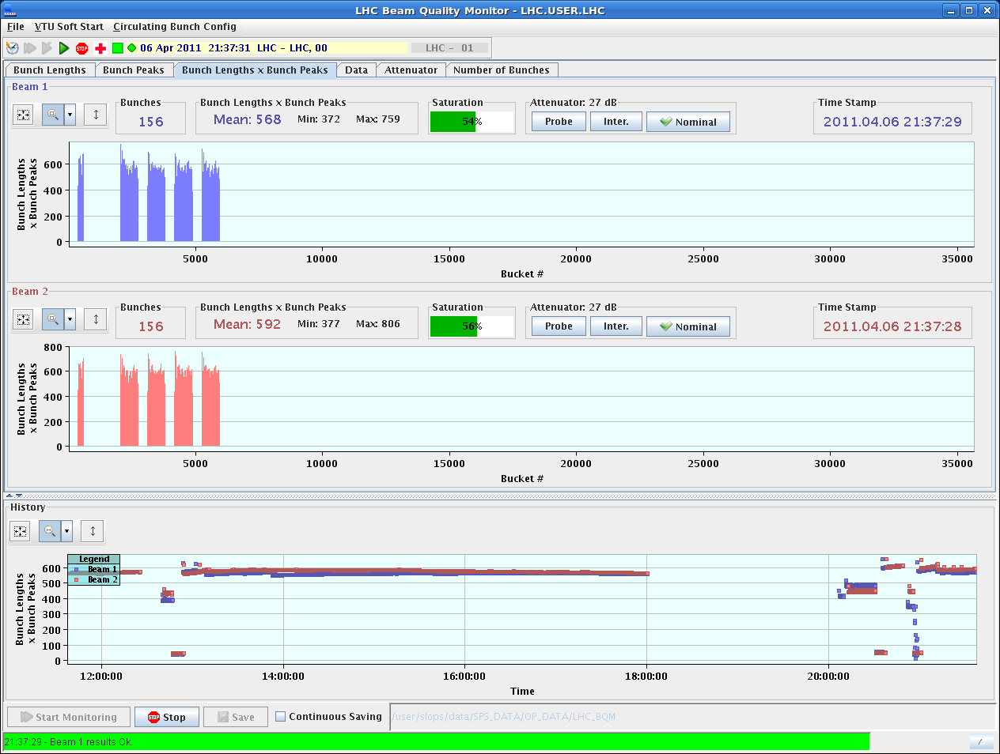 LHC Beam Quality Monitor - LHC.USER.LHC
File VTU Soft Start Circulating Bunch Config
STOP 06 Apr 2011 21:37:31 LHC - LHC, 00 LHC - 01
Bunch Lengths Bunch Peaks Bunch Lengths x Bunch Peaks Data Attenuator Number of Bunches
Beam 1
Bunches Bunch Lengths x Bunch Peaks Saturation Attenuator: 27 dB Time Stamp
156 Mean: 568 Min: 372 Max: 759 54% Probe Inter. Nominal 2011.04.06 21:37:29
Bunch Lengths
x Bunch Peaks
600
400
200
0
5000 10000 15000 20000 25000 30000 35000
Bucket #
Beam 2
Bunches Bunch Lengths x Bunch Peaks Saturation Attenuator: 27 dB Time Stamp
156 Mean: 592 Min: 377 Max: 806 56% Probe Inter. Nominal 2011.04.06 21:37:28
Bunch Lengths
x Bunch Peaks
800
600
400
200
0
5000 10000 15000 20000 25000 30000 35000
Bucket #
History
Bunch Lengths
x Bunch Peaks
Legend
Beam 1
Beam 2
600
500
400
300
200
100
0
12:00:00 14:00:00 16:00:00 18:00:00 20:00:00
Time
Start Monitoring STOP Stop Save Continuous Saving /user/slops/data/SPS_DATA/OP_DATA/LHC_BQM
21:37:29 - Beam 1 results Ok.